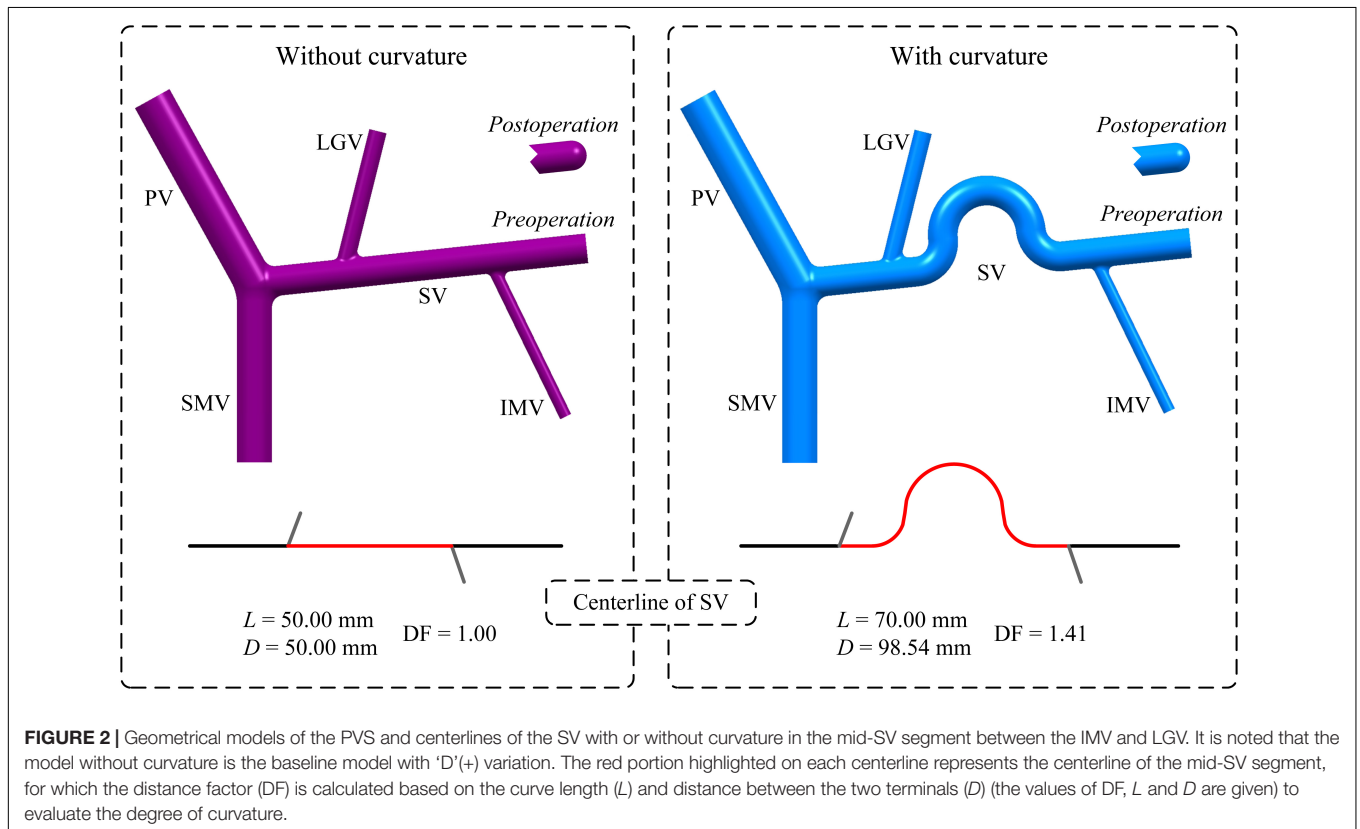 Without curvature
With curvature
Postoperation
Postoperation
LGV
LGV
PV
PV
Preoperation
Preoperation
SV
SV
SMV
SMV
IMV
IMV
Centerline of SV
L = 50.00 mm
D = 50.00 mm
DF = 1.00
L = 70.00 mm
D = 98.54 mm
DF = 1.41
FIGURE 2 | Geometrical models of the PVS and centerlines of the SV with or without curvature in the mid-SV segment between the IMV and LGV. It is noted that the
model without curvature is the baseline model with ‘D’(+) variation. The red portion highlighted on each centerline represents the centerline of the mid-SV segment,
for which the distance factor (DF) is calculated based on the curve length (L) and distance between the two terminals (D) (the values of DF, L and D are given) to
evaluate the degree of curvature.